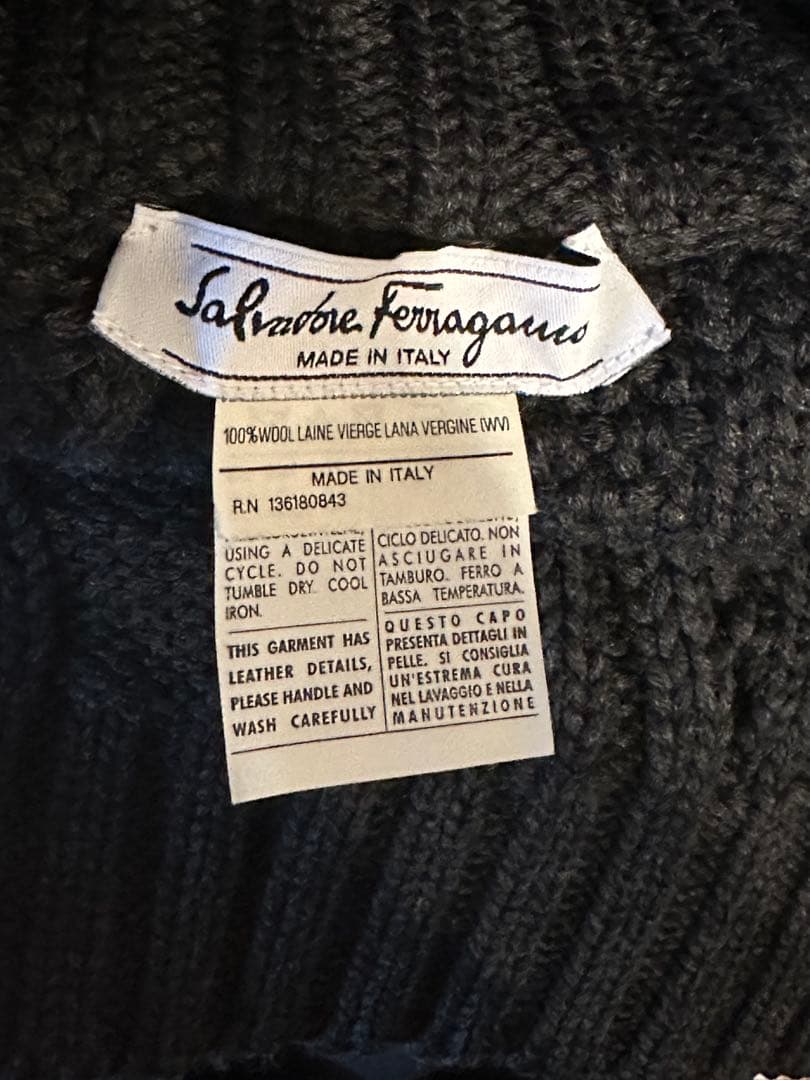 Salvatore Ferragamo
MADE IN ITALY
100% WOOL LAINE VIERGE LANA VERGINE (WV)
MADE IN ITALY
R.N 136180843
USING A DELICATE
CYCLE. DO NOT
TUMBLE DRY. COOL
IRON.
THIS GARMENT HAS
LEATHER DETAILS,
PLEASE HANDLE AND
WASH CAREFULLY
CICLO DELICATO. NON
ASCIUGARE IN
TAMBURO. FERRO A
BASSA TEMPERATURA.
QUESTO CAPO
PRESENTA DETTAGLI IN
PELLE. SI CONSIGLIA
UN'ESTREMA CURA
NEL LAVAGGIO E NELLA
MANUTENZIONE